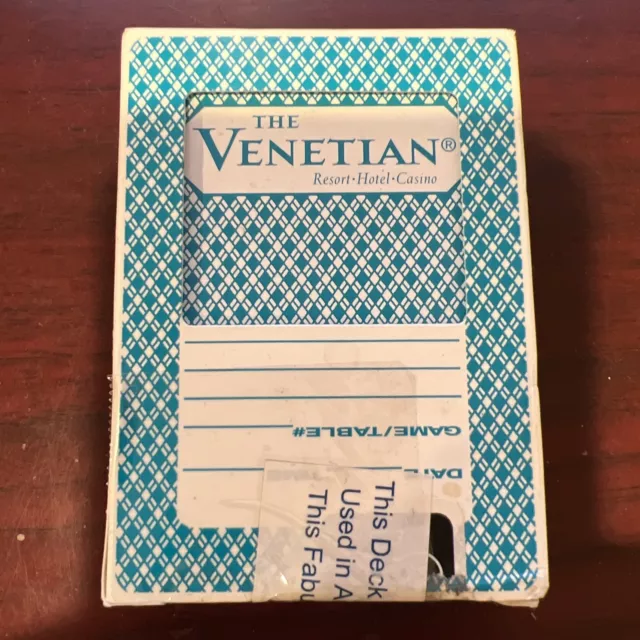 THE
VENETIAN®
Resort·Hotel·Casino
GAME/TABLE#
This Deck
Used in A
This Fabu